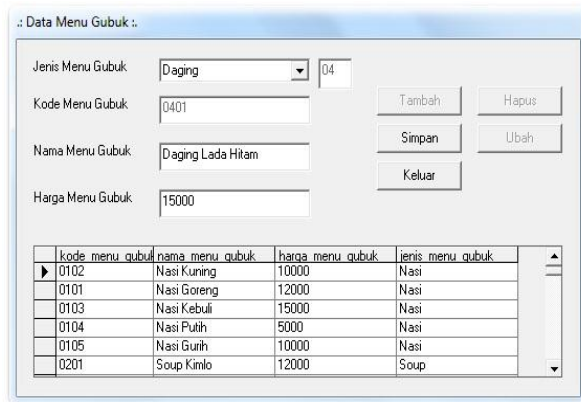 .: Data Menu Gubuk :.
Jenis Menu Gubuk Daging 04
Kode Menu Gubuk 0401
Tambah Hapus
Nama Menu Gubuk Daging Lada Hitam
Simpan Ubah
Harga Menu Gubuk 15000
Keluar
kode_menu_gubuk nama_menu_gubuk harga_menu_gubuk jenis_menu_gubuk
0102 Nasi Kuning 10000 Nasi
0101 Nasi Goreng 12000 Nasi
0103 Nasi Kebuli 15000 Nasi
0104 Nasi Putih 5000 Nasi
0105 Nasi Gurih 10000 Nasi
0201 Soup Kimlo 12000 Soup